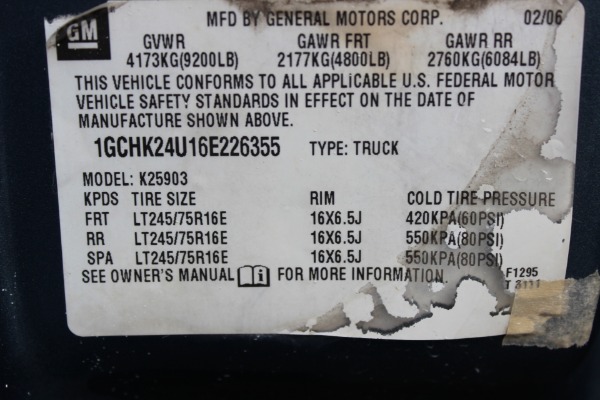 GM
MFD BY GENERAL MOTORS CORP. 02/06
GVWR GAWR FRT GAWR RR
4173KG(9200LB) 2177KG(4800LB) 2760KG(6084LB)
THIS VEHICLE CONFORMS TO ALL APPLICABLE U.S. FEDERAL MOTOR
VEHICLE SAFETY STANDARDS IN EFFECT ON THE DATE OF
MANUFACTURE SHOWN ABOVE.
1GCHK24U16E226355 TYPE: TRUCK
MODEL: K25903
KPDS TIRE SIZE RIM COLD TIRE PRESSURE
FRT LT245/75R16E 16X6.5J 420KPA(60PSI)
RR LT245/75R16E 16X6.5J 550KPA(80PSI)
SPA LT245/75R16E 16X6.5J 550KPA(80PSI)
SEE OWNER'S MANUAL FOR MORE INFORMATION
F1295
T